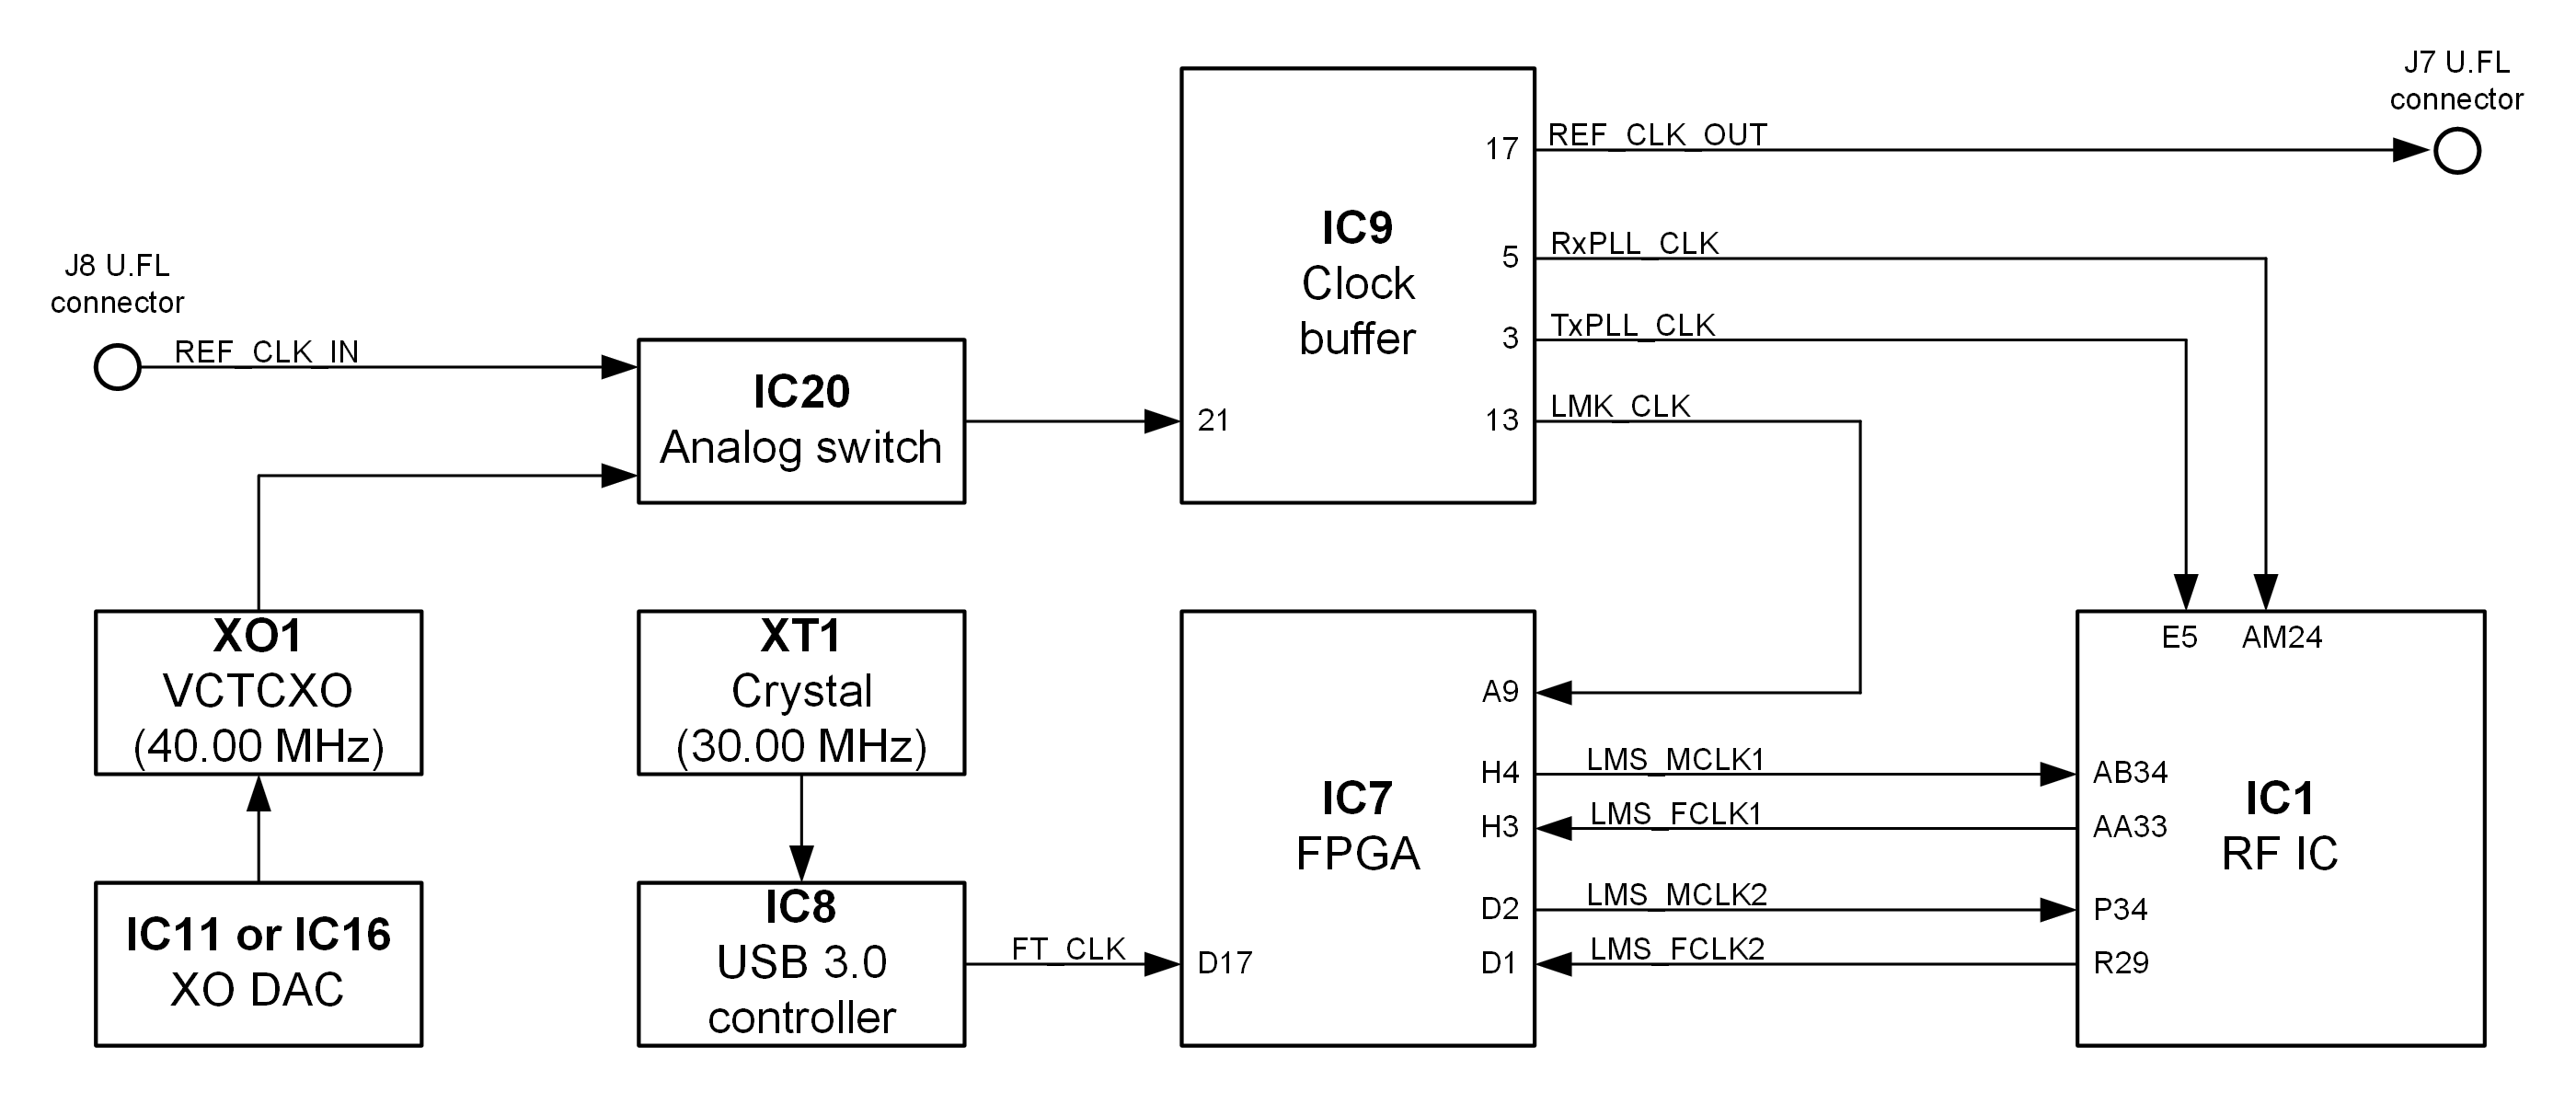 J7 U.FL
connector
17 REF_CLK_OUT
IC9
Clock
buffer
5 RxPLL_CLK
3 TxPLL_CLK
13 LMK_CLK
21
J8 U.FL
connector
REF_CLK_IN
IC20
Analog switch
XO1
VCTCXO
(40.00 MHz)
XT1
Crystal
(30.00 MHz)
IC11 or IC16
XO DAC
IC8
USB 3.0
controller
FT_CLK
D17
IC7
FPGA
A9
H4 LMS_MCLK1 AB34
H3 LMS_FCLK1 AA33
D2 LMS_MCLK2 P34
D1 LMS_FCLK2 R29
E5 AM24
IC1
RF IC